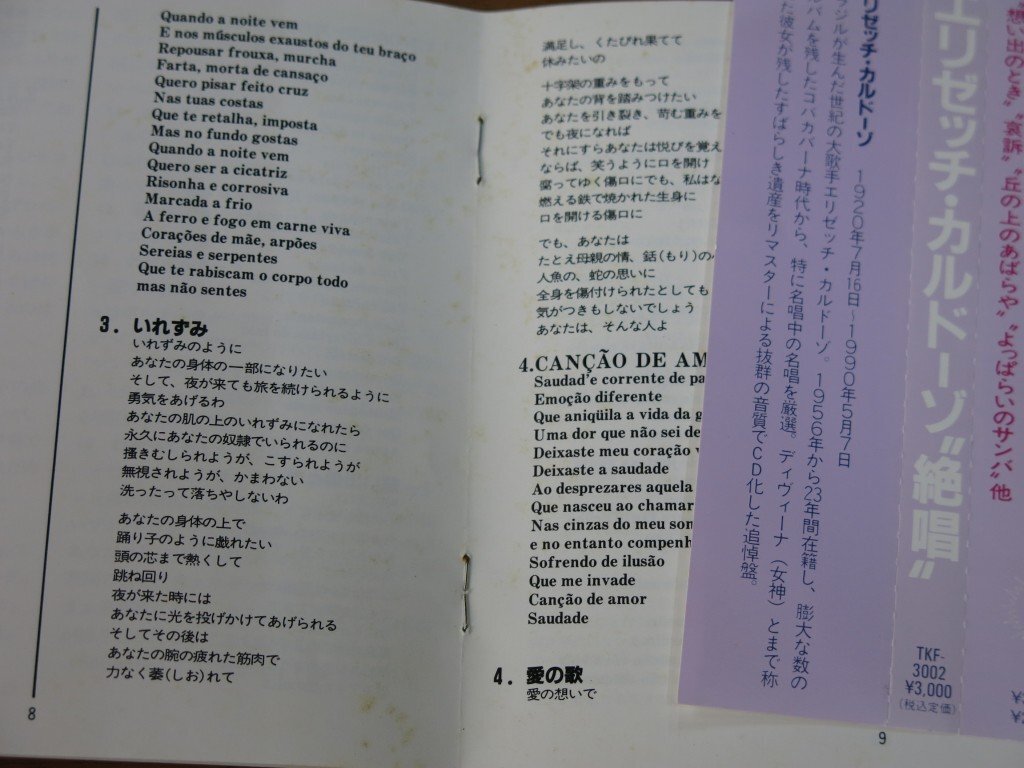 Quando a noite vem
E nos músculos exaustos do teu braço
Repousar frouxa, murcha
Farta, morta de cansaço
Quero pisar feito cruz
Nas tuas costas
Que te retalha, imposta
Mas no fundo gostas
Quando a noite vem
Quero ser a cicatriz
Risonha e corrosiva
Marcada a frio
A ferro e fogo em carne viva
Corações de mãe, arpões
Sereias e serpentes
Que te rabiscam o corpo todo
mas não sentes
3. いれずみ
いれずみのように
あなたの身体の一部になりたい
そして、夜が来ても旅を続けられるように
勇気をあげるわ
あなたの肌の上のいれずみになれたら
永久にあなたの奴隷でいられるのに
掻きむしられようが、こすられようが
無視されようが、かまわない
洗ったって落ちやしないわ
あなたの身体の上で
踊り子のように戯れたい
頭の芯まで熱くして
跳ね回り
夜が来た時には
あなたに光を投げかけてあげられる
そしてその後は
あなたの腕の疲れた筋肉で
力なく萎(しお)れて
8
満足し、くたびれ果てて
休みたいの
十字架の重みをもって
あなたの背を踏みつけたい
あなたを引き裂き、苛む重みを
でも夜になれば
それにすらあなたは悦びを覚え
ならば、笑うように口を開け
腐ってゆく傷口にでも、私はな
燃える鉄で焼かれた生身に
口を開ける傷口に
でも、あなたは
たとえ母親の情、銛(もり)の
人魚の、蛇の思いに
全身を傷付けられたとしても
気がつきもしないでしょう
あなたは、そんな人よ
4.CANÇÃO DE AM
Saudad'e corrente de pa
Emoção diferente
Que aniqüila a vida da g
Uma dor que não sei de
Deixaste meu coração
Deixaste a saudade
Ao desprezares aquela
Que nasceu ao chamar
Nas cinzas do meu son
e no entanto compenh
Sofrendo de ilusão
Que me invade
Canção de amor
Saudade
4. 愛の歌
愛の想いで
9
リゼッチ・カルドーゾ
1920年7月16日〜1990年5月7日
ラジルが生んだ世紀の大歌手エリゼッチ・カルドーゾ。1956年から23年間在籍し、膨大な数の
ルバムを残したコパカバーナ時代から、特に名唱中の名唱を厳選。ディヴィーナ（女神）とまで称
た彼女が残したすばらしき遺産をリマスターによる抜群の音質でCD化した追悼盤。
エリゼッチ・カルドーゾ〝絶唱〟
TKF-
3002
¥3,000
(税込定価)
〝想い出のとき〟〝哀訴〟〝丘の上のあばらや〟〝よっぱらいのサンバ〟他